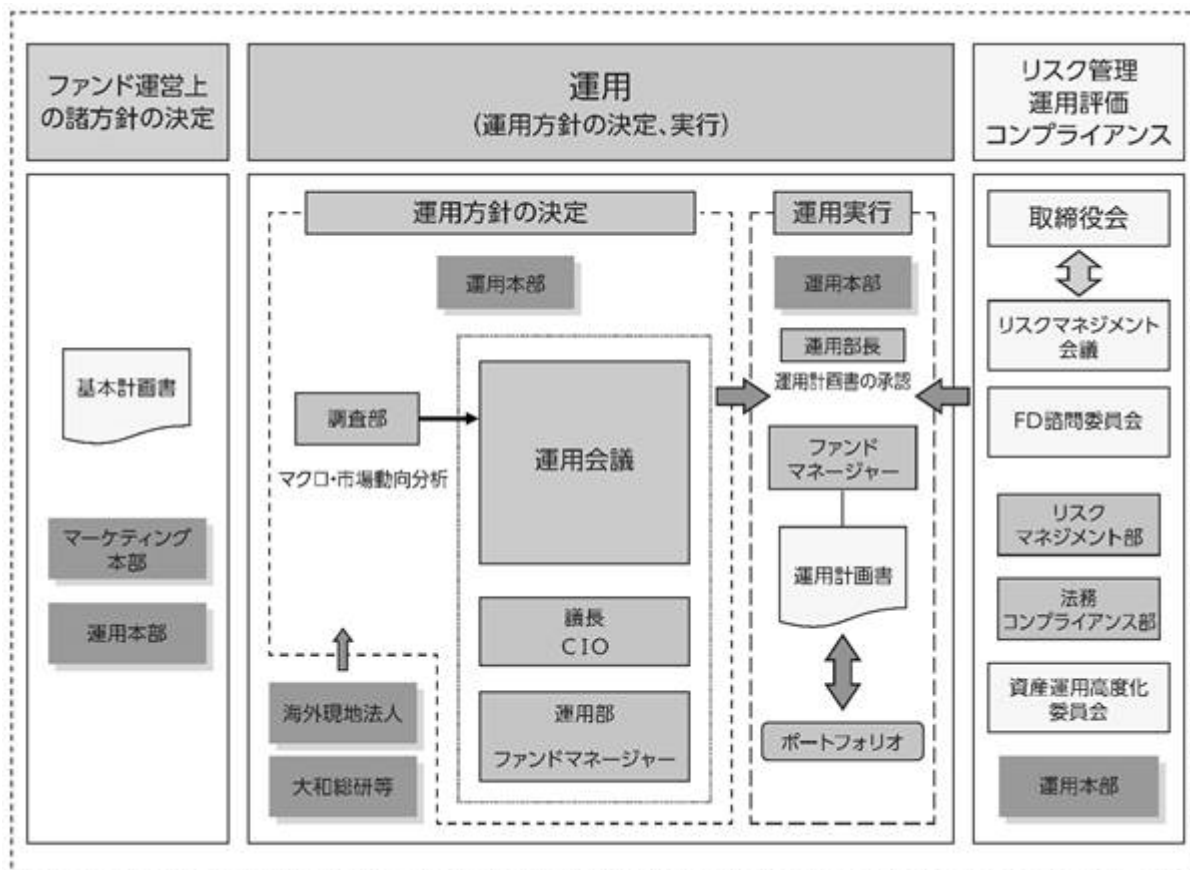 ファンド運営上
の諸方針の決定
運用
(運用方針の決定、実行)
リスク管理
運用評価
コンプライアンス
基本計画書
マーケティング
本部
運用本部
運用方針の決定
運用本部
調査部
マクロ・市場動向分析
運用会議
議長
CIO
運用部
ファンドマネージャー
海外現地法人
大和総研等
運用実行
運用本部
運用部長
運用計画書の承認
ファンド
マネージャー
運用計画書
ポートフォリオ
取締役会
リスクマネジメント
会議
FD諮問委員会
リスク
マネジメント部
法務
コンプライアンス部
資産運用高度化
委員会
運用本部